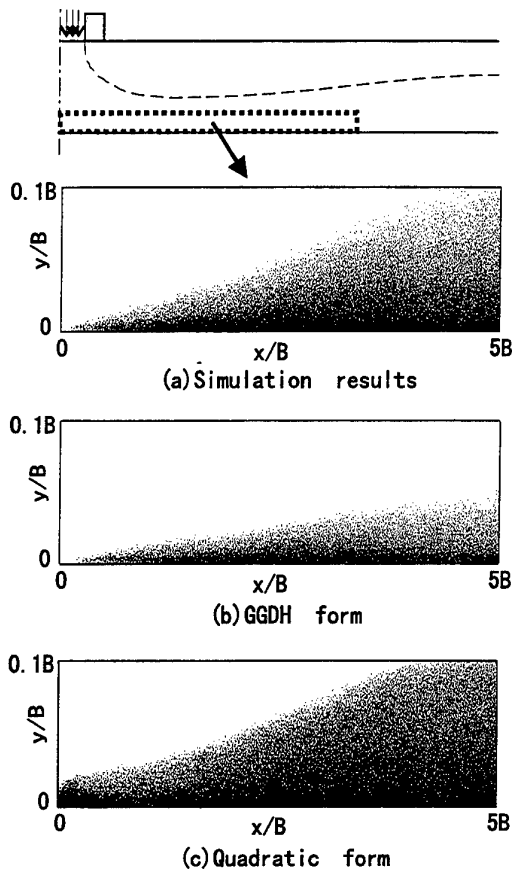 0.1B
y/B
0
0
x/B
5B
(a)Simulation results
0.1B
y/B
0
0
x/B
5B
(b)GGDH form
0.1B
y/B
0
0
x/B
5B
(c)Quadratic form